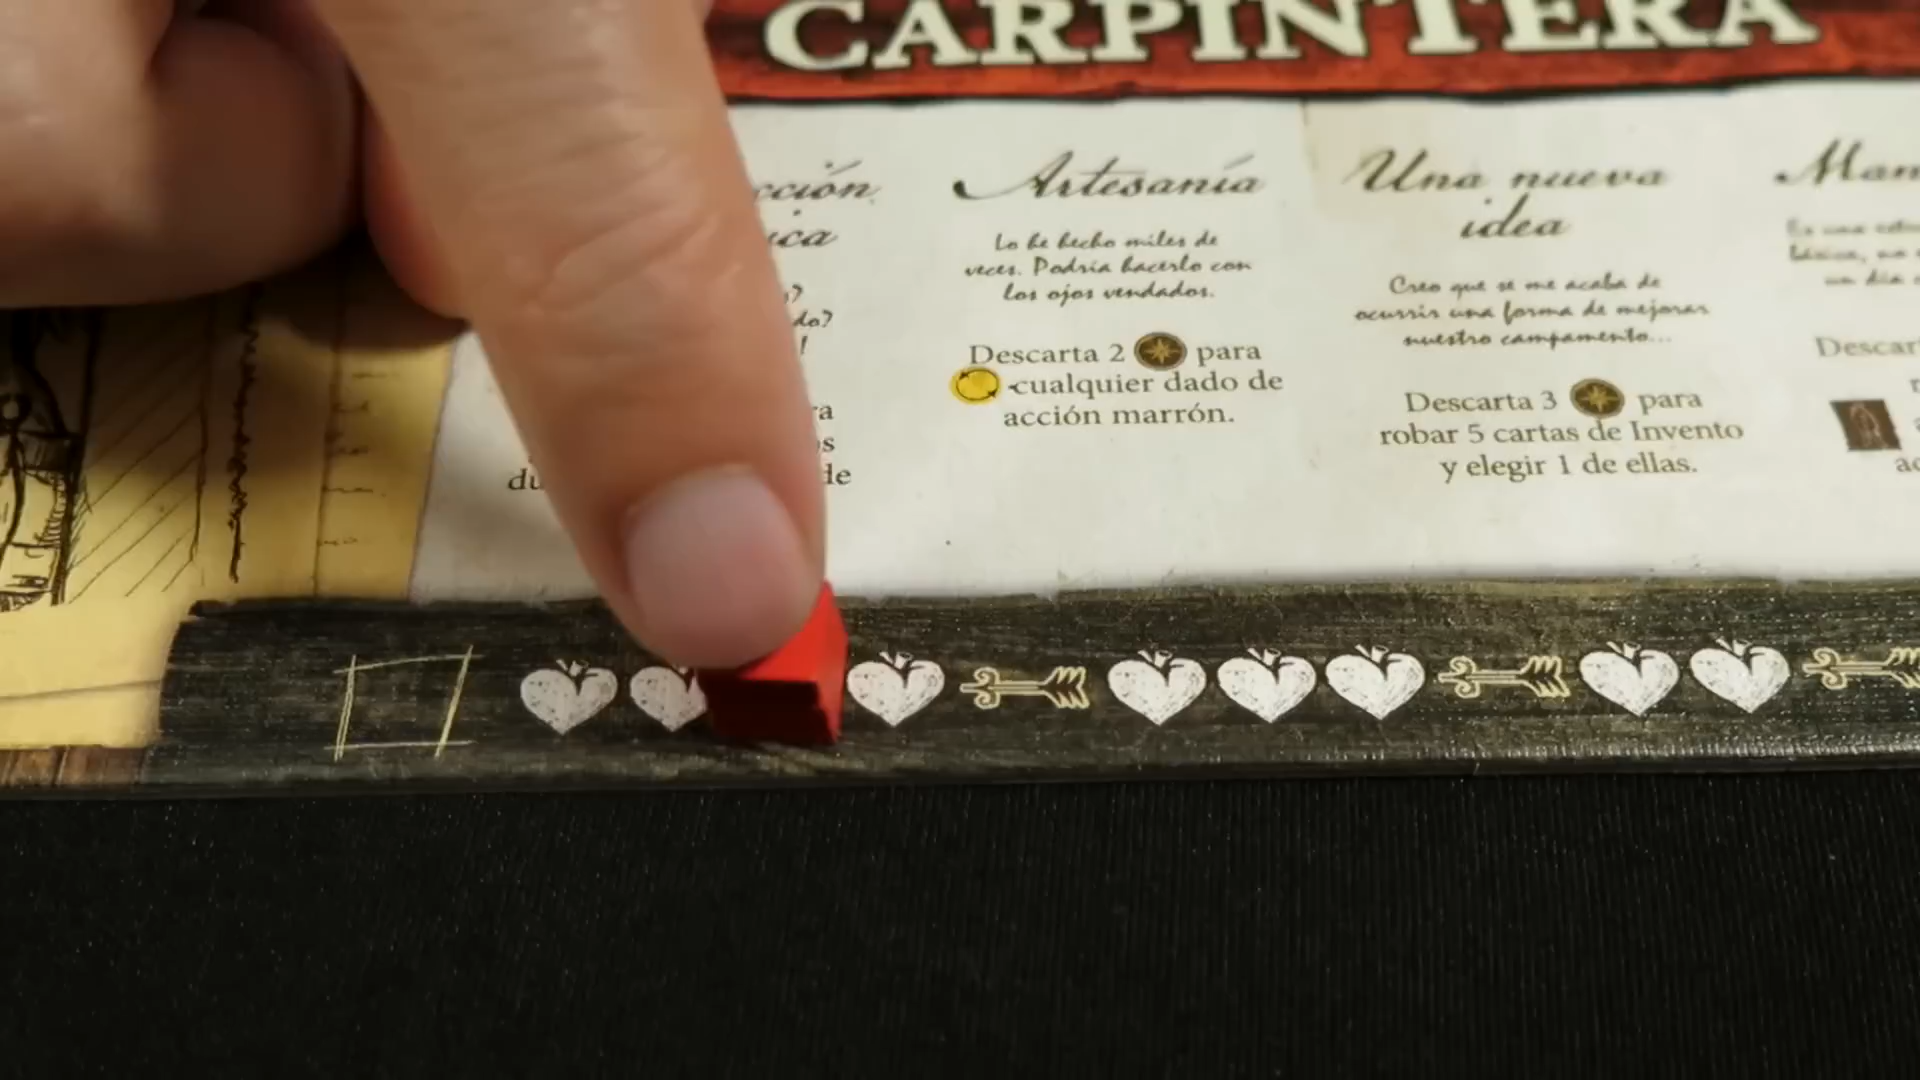 CARPINTERA
Artesanía
Lo he hecho miles de
veces. Podría hacerlo con
los ojos vendados.
Descarta 2 para
cualquier dado de
acción marrón.
Una nueva
idea
Creo que se me acaba de
ocurrir una forma de mejorar
nuestro campamento...
Descarta 3 para
robar 5 cartas de Invento
y elegir 1 de ellas.